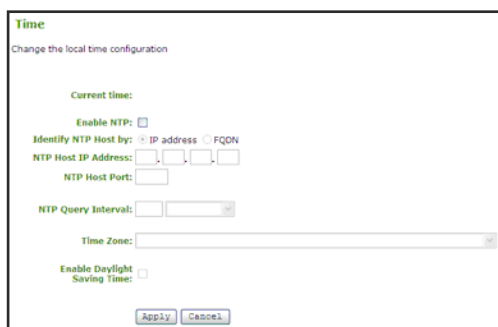 Time
Change the local time configuration
Current time:
Enable NTP:
Identify NTP Host by: IP address FQDN
NTP Host IP Address: . . .
NTP Host Port:
NTP Query Interval:
Time Zone:
Enable Daylight
Saving Time:
Apply Cancel